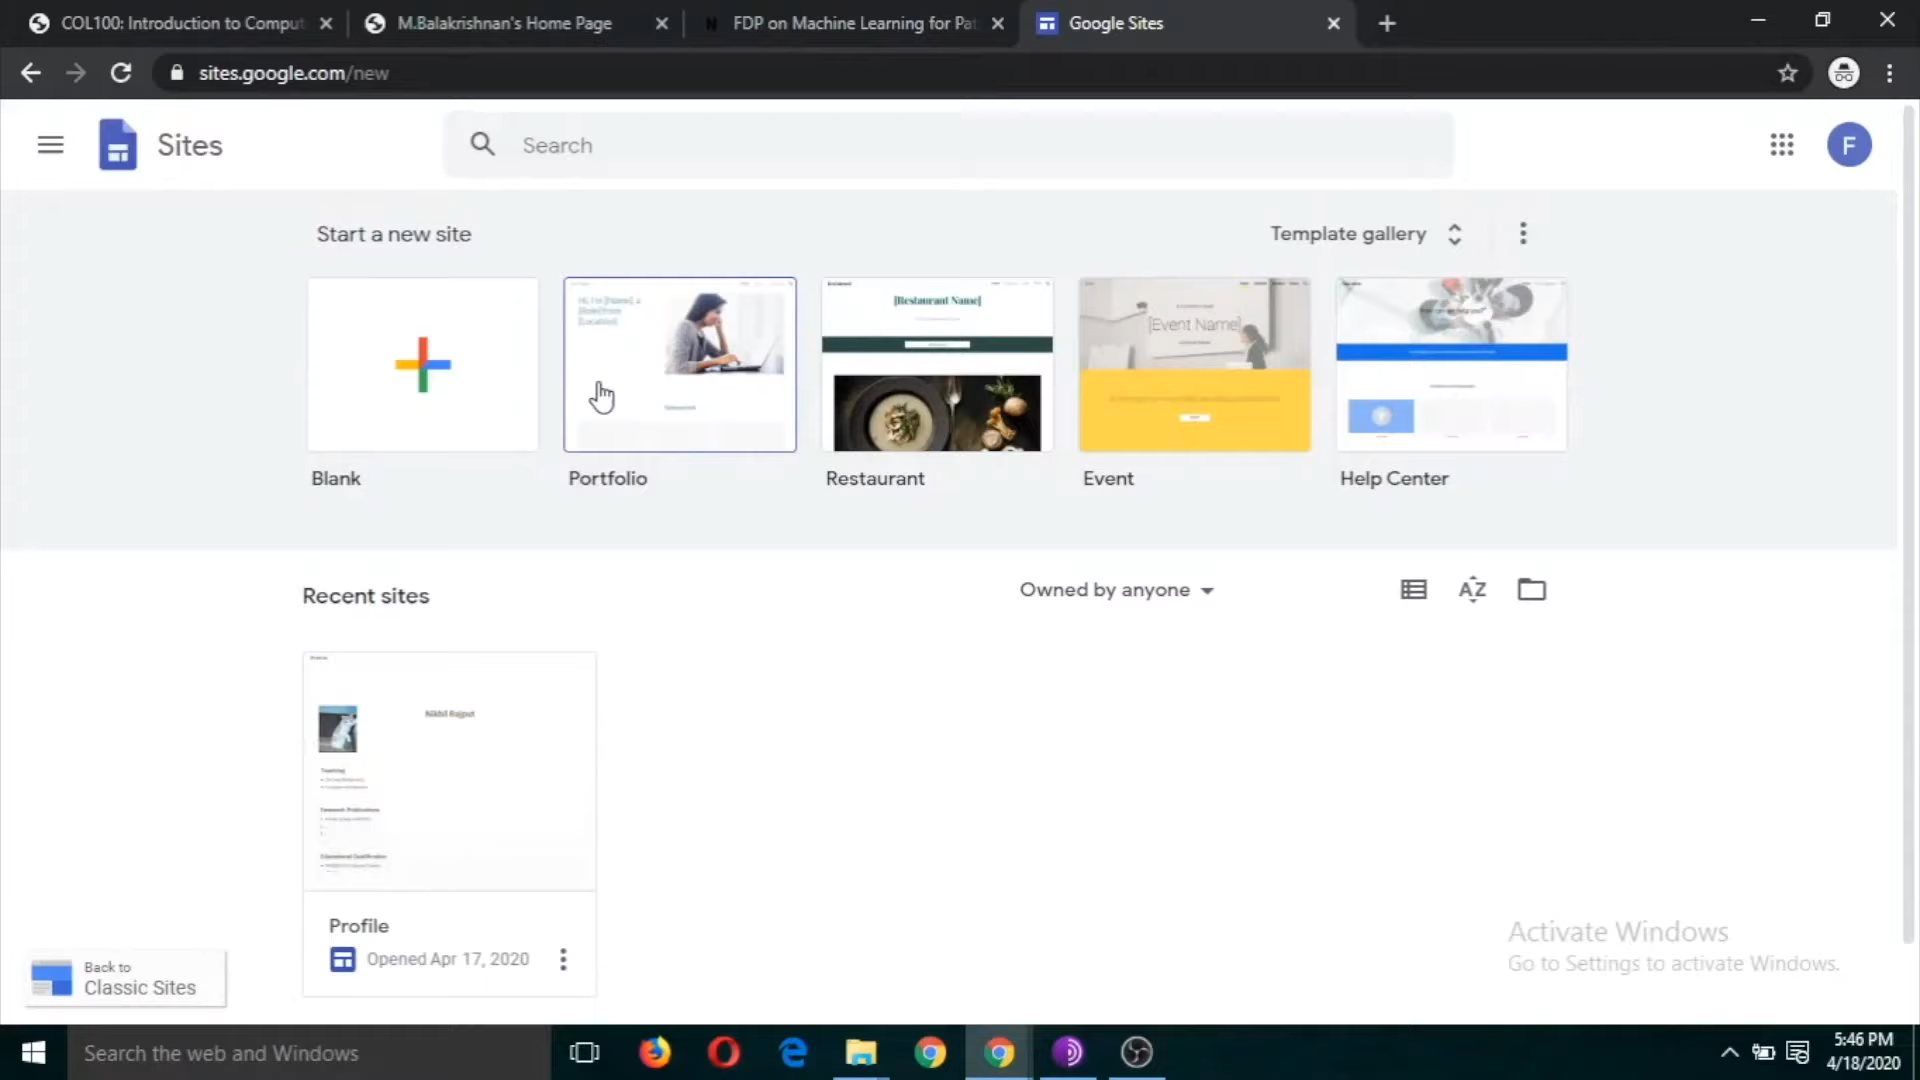 COL100: Introduction to Comput
M.Balakrishnan's Home Page
FDP on Machine Learning for Pat
Google Sites
sites.google.com/new
Sites
Search
F
Start a new site
Template gallery
[Restaurant Name]
[Event Name]
Blank
Portfolio
Restaurant
Event
Help Center
Recent sites
Owned by anyone
AZ
Nikhil Rajput
Teaching
Profile
Opened Apr 17, 2020
Back to
Classic Sites
Activate Windows
Go to Settings to activate Windows.
Search the web and Windows
5:46 PM
4/18/2020